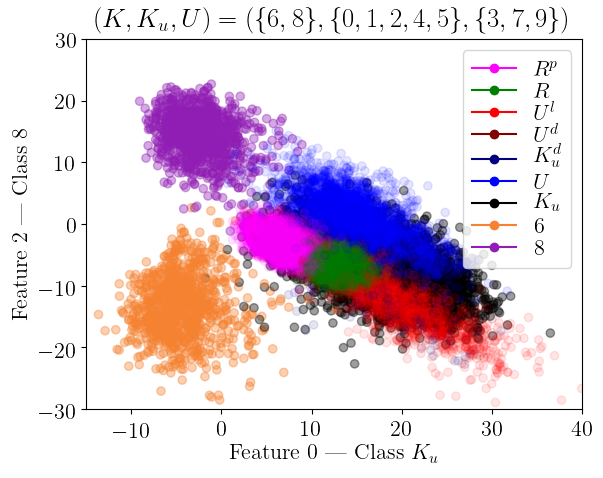 (K, K_u, U) = ({6, 8}, {0, 1, 2, 4, 5}, {3, 7, 9})
30
20
10
0
−10
−20
−30
Feature 2 — Class 8
R^p
R
U^l
U^d
K_u^d
U
K_u
6
8
−10
0
10
20
30
40
Feature 0 — Class K_u